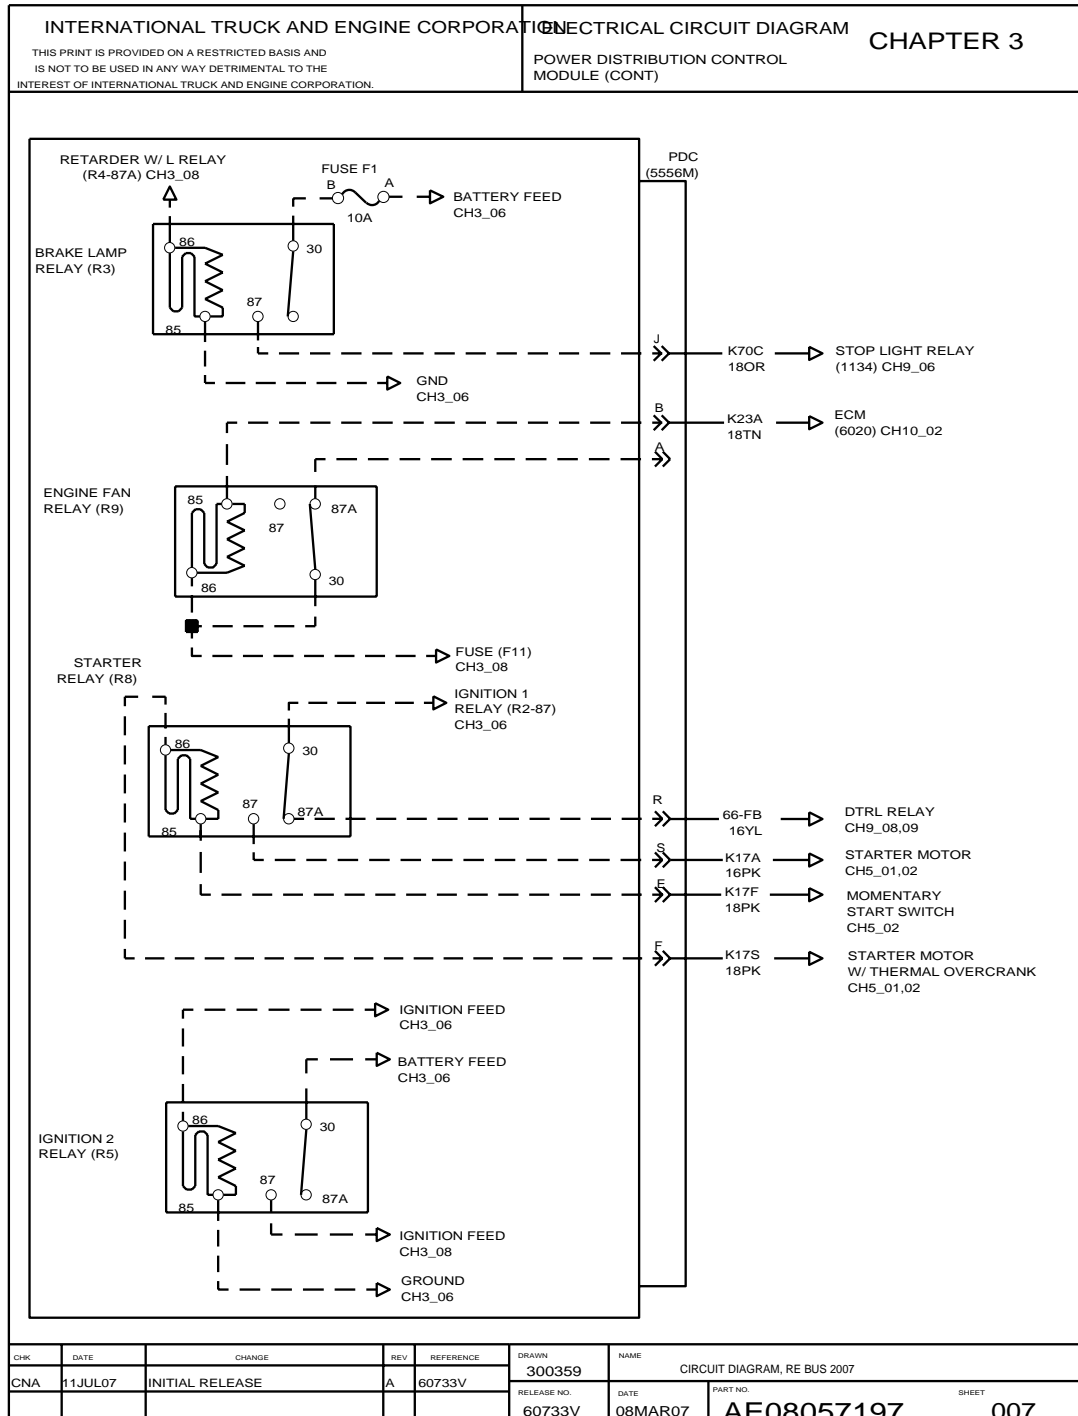 INTERNATIONAL TRUCK AND ENGINE CORPORATION
THIS PRINT IS PROVIDED ON A RESTRICTED BASIS AND
IS NOT TO BE USED IN ANY WAY DETRIMENTAL TO THE
INTEREST OF INTERNATIONAL TRUCK AND ENGINE CORPORATION.
ELECTRICAL CIRCUIT DIAGRAM
POWER DISTRIBUTION CONTROL
MODULE (CONT)
CHAPTER 3
RETARDER W/ L RELAY
(R4-87A) CH3_08
FUSE F1
B
A
10A
BATTERY FEED
CH3_06
PDC
(5556M)
BRAKE LAMP
RELAY (R3)
86
30
87
85
J
K70C
18OR
STOP LIGHT RELAY
(1134) CH9_06
GND
CH3_06
B
K23A
18TN
ECM
(6020) CH10_02
A
ENGINE FAN
RELAY (R9)
85
87
87A
86
30
FUSE (F11)
CH3_08
STARTER
RELAY (R8)
IGNITION 1
RELAY (R2-87)
CH3_06
86
30
87
87A
85
R
66-FB
16YL
DTRL RELAY
CH9_08,09
S
K17A
16PK
STARTER MOTOR
CH5_01,02
E
K17F
18PK
MOMENTARY
START SWITCH
CH5_02
F
K17S
18PK
STARTER MOTOR
W/ THERMAL OVERCRANK
CH5_01,02
IGNITION FEED
CH3_06
BATTERY FEED
CH3_06
IGNITION 2
RELAY (R5)
86
30
87
87A
85
IGNITION FEED
CH3_08
GROUND
CH3_06
CHK DATE CHANGE REV REFERENCE
CNA 11JUL07 INITIAL RELEASE A 60733V
DRAWN
300359
NAME
CIRCUIT DIAGRAM, RE BUS 2007
RELEASE NO.
60733V
DATE
08MAR07
PART NO.
AE08057197
SHEET
007